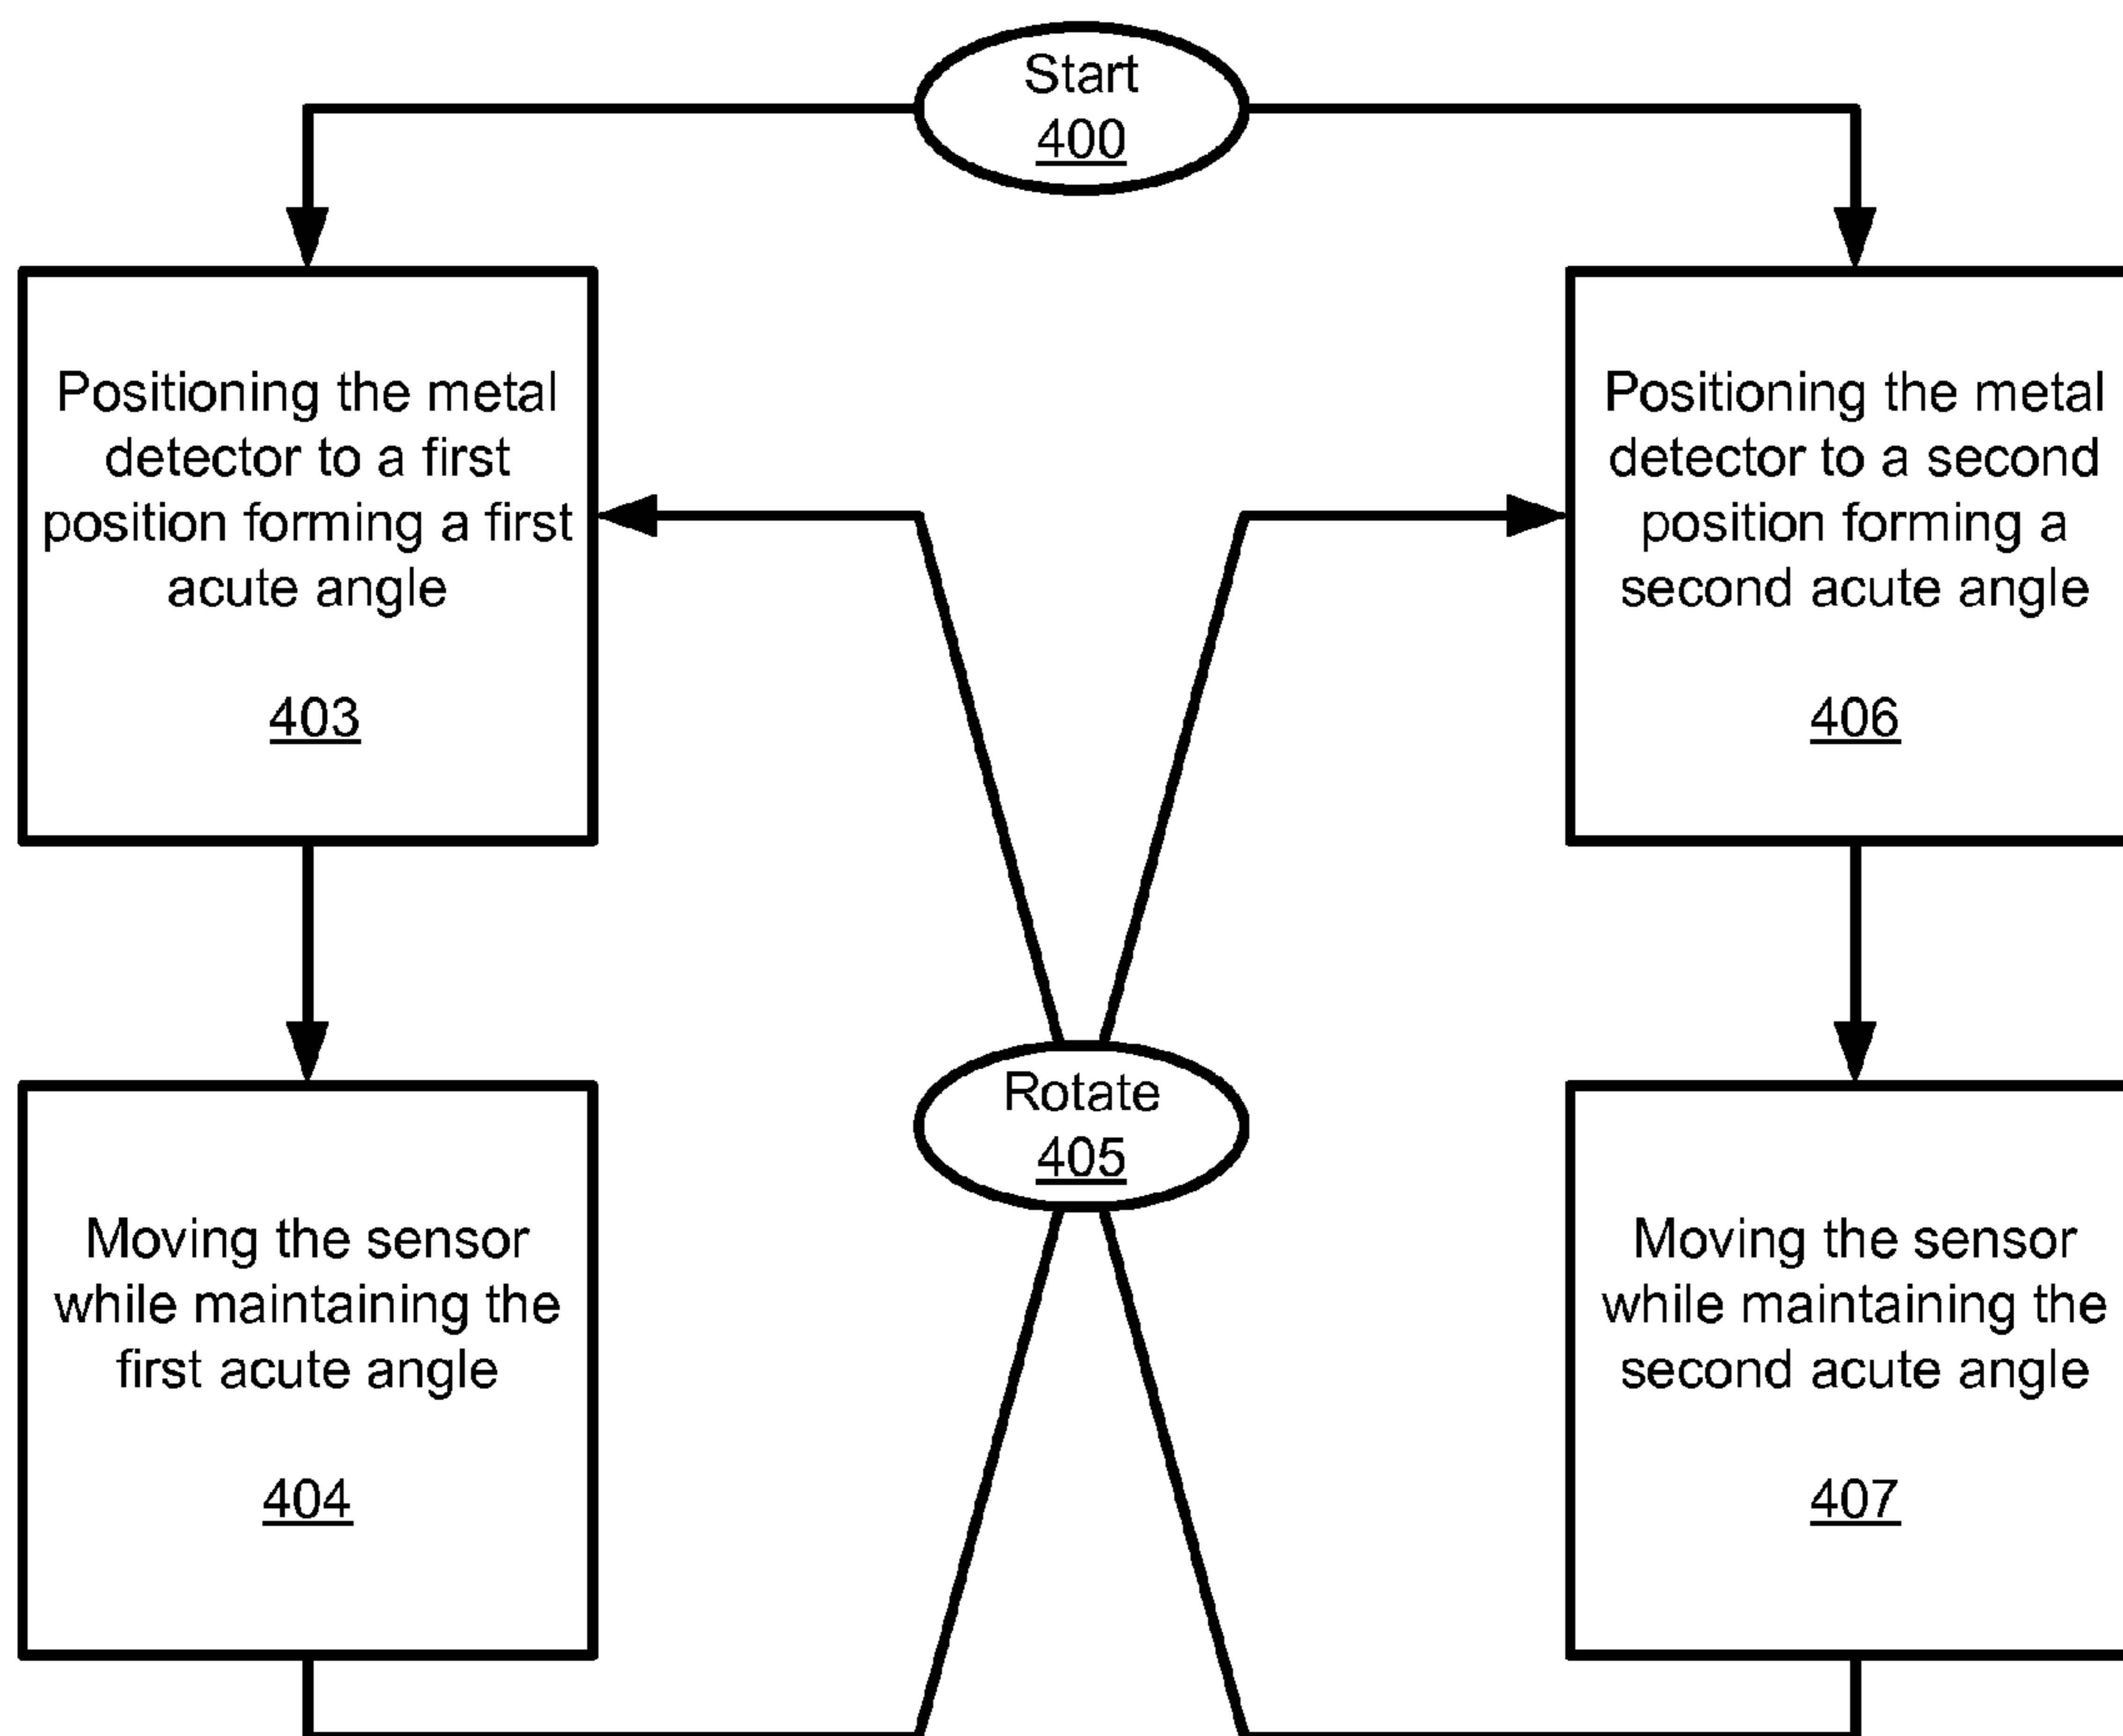 Start
400
Positioning the metal
detector to a first
position forming a first
acute angle
403
Positioning the metal
detector to a second
position forming a
second acute angle
406
Rotate
405
Moving the sensor
while maintaining the
first acute angle
404
Moving the sensor
while maintaining the
second acute angle
407